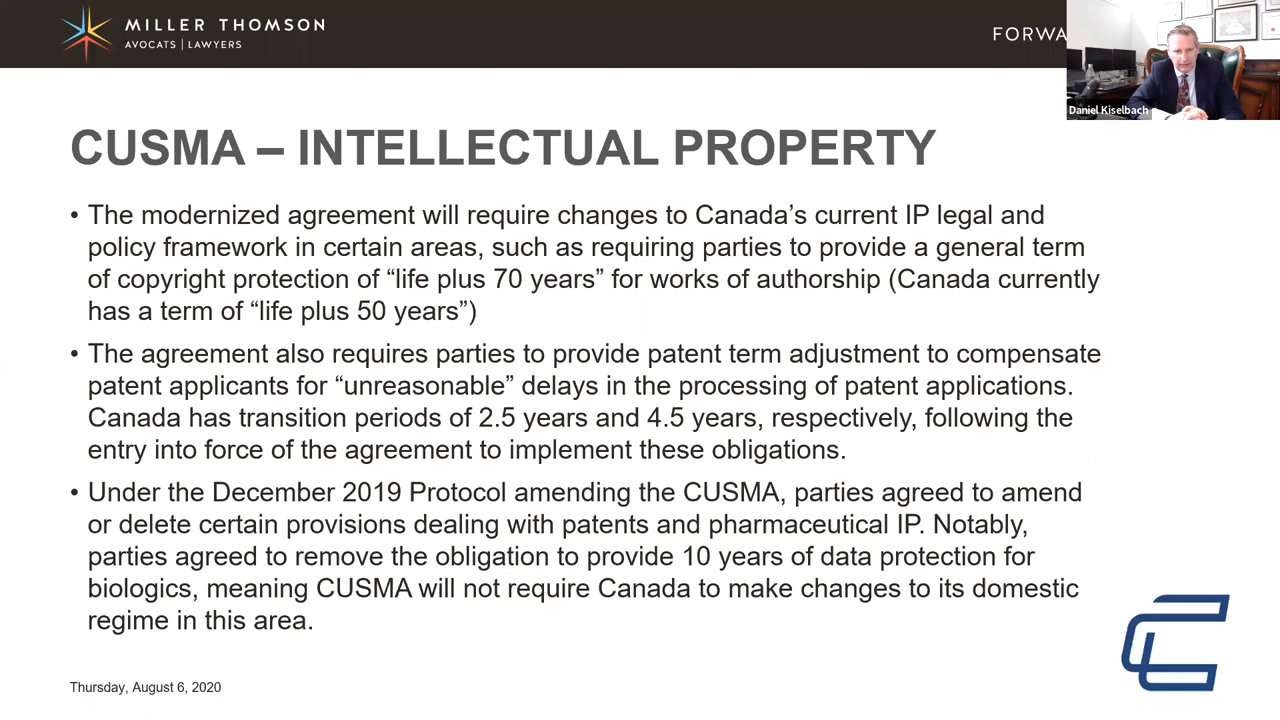 MILLER THOMSON
AVOCATS | LAWYERS
FORWA
Daniel Kiselbach
CUSMA – INTELLECTUAL PROPERTY
• The modernized agreement will require changes to Canada’s current IP legal and
policy framework in certain areas, such as requiring parties to provide a general term
of copyright protection of “life plus 70 years” for works of authorship (Canada currently
has a term of “life plus 50 years”)
• The agreement also requires parties to provide patent term adjustment to compensate
patent applicants for “unreasonable” delays in the processing of patent applications.
Canada has transition periods of 2.5 years and 4.5 years, respectively, following the
entry into force of the agreement to implement these obligations.
• Under the December 2019 Protocol amending the CUSMA, parties agreed to amend
or delete certain provisions dealing with patents and pharmaceutical IP. Notably,
parties agreed to remove the obligation to provide 10 years of data protection for
biologics, meaning CUSMA will not require Canada to make changes to its domestic
regime in this area.
Thursday, August 6, 2020